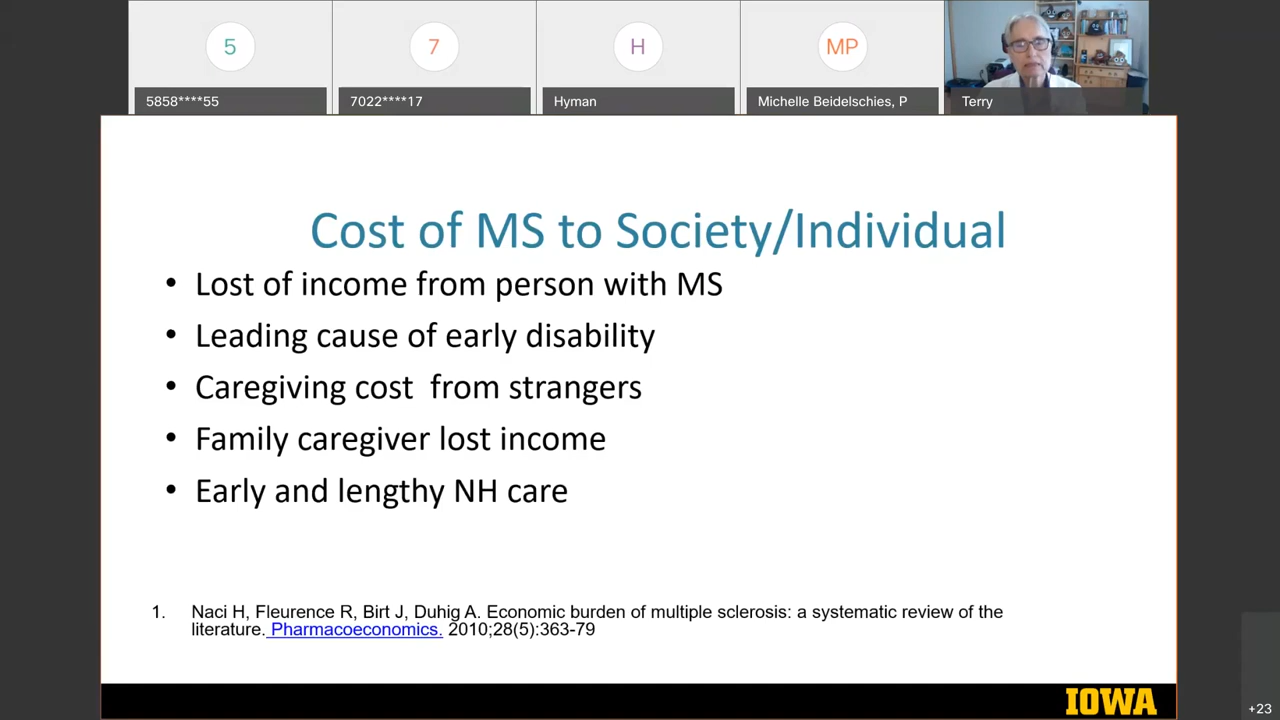 5
7
H
MP
5858****55
7022****17
Hyman
Michelle Beidelschies, P
Terry
Cost of MS to Society/Individual
• Lost of income from person with MS
• Leading cause of early disability
• Caregiving cost  from strangers
• Family caregiver lost income
• Early and lengthy NH care
1. Naci H, Fleurence R, Birt J, Duhig A. Economic burden of multiple sclerosis: a systematic review of the
literature. Pharmacoeconomics. 2010;28(5):363-79
IOWA
+23